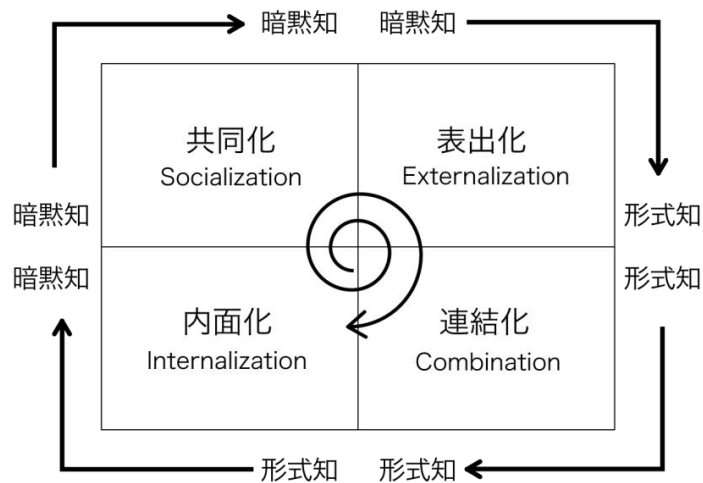 暗黙知 暗黙知
共同化 表出化
Socialization Externalization
暗黙知 形式知
暗黙知 形式知
内面化 連結化
Internalization Combination
形式知 形式知